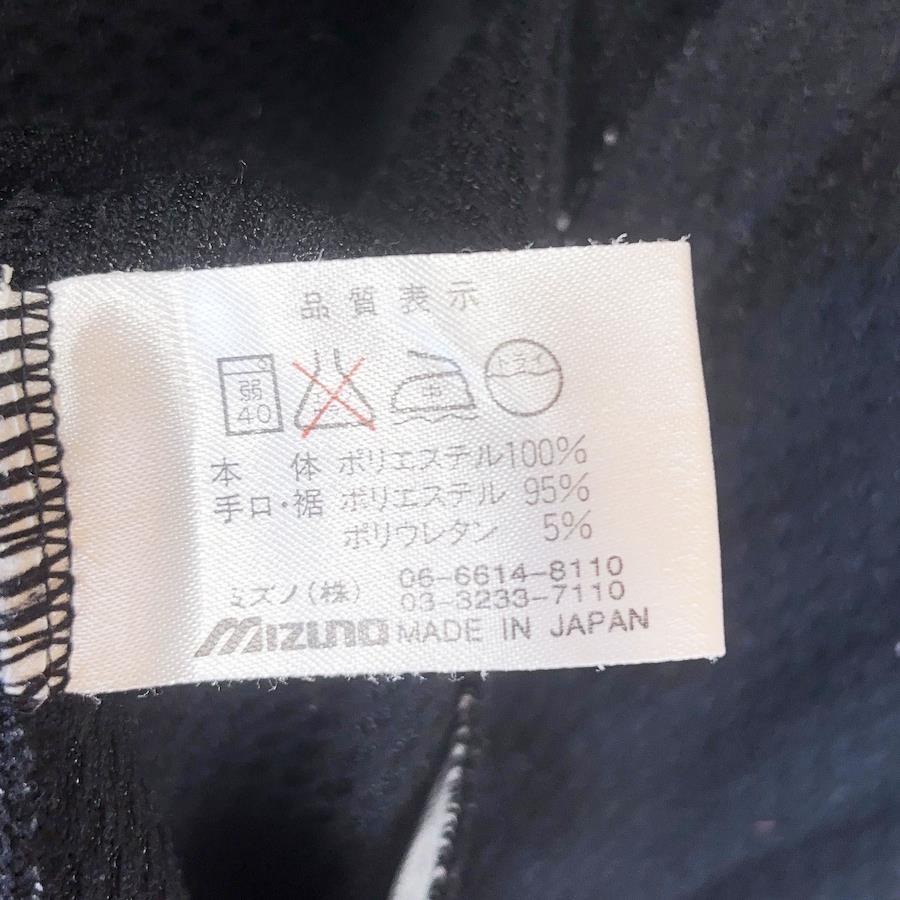 品質表示
弱 40 中 ドライ
本 体 ポリエステル100%
手口・裾 ポリエステル 95%
ポリウレタン 5%
ミズノ(株) 06-6614-8110
03-3233-7110
MIZUNO MADE IN JAPAN